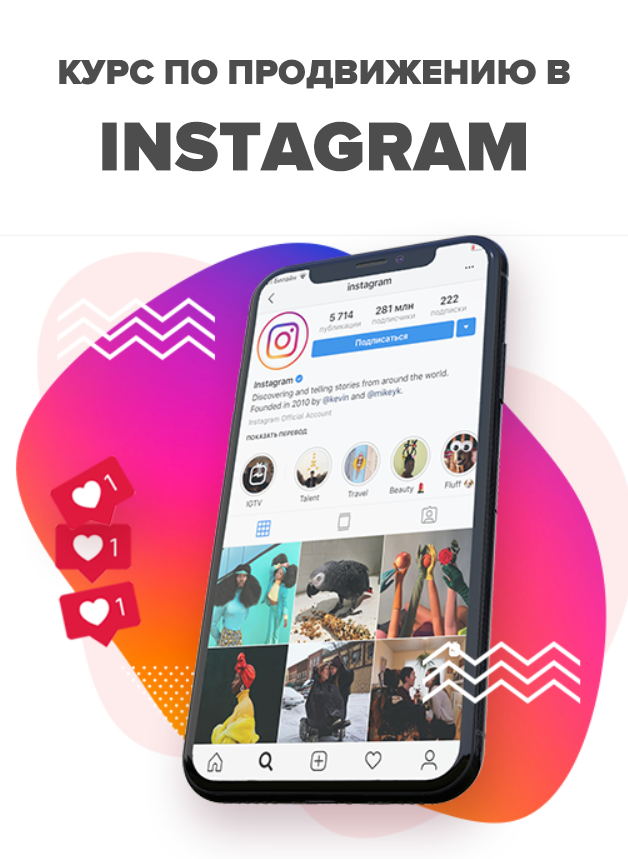 КУРС ПО ПРОДВИЖЕНИЮ В
INSTAGRAM
Билайн
instagram
5 714 281 млн 222
публикации подписчики подписки
Подписаться
Instagram
Discovering and telling stories from around the world.
Founded in 2010 by @kevin and @mikeyk.
Instagram Official Account
ПОКАЗАТЬ ПЕРЕВОД
IGTV Talent Travel Beauty Fluff
1
1
1